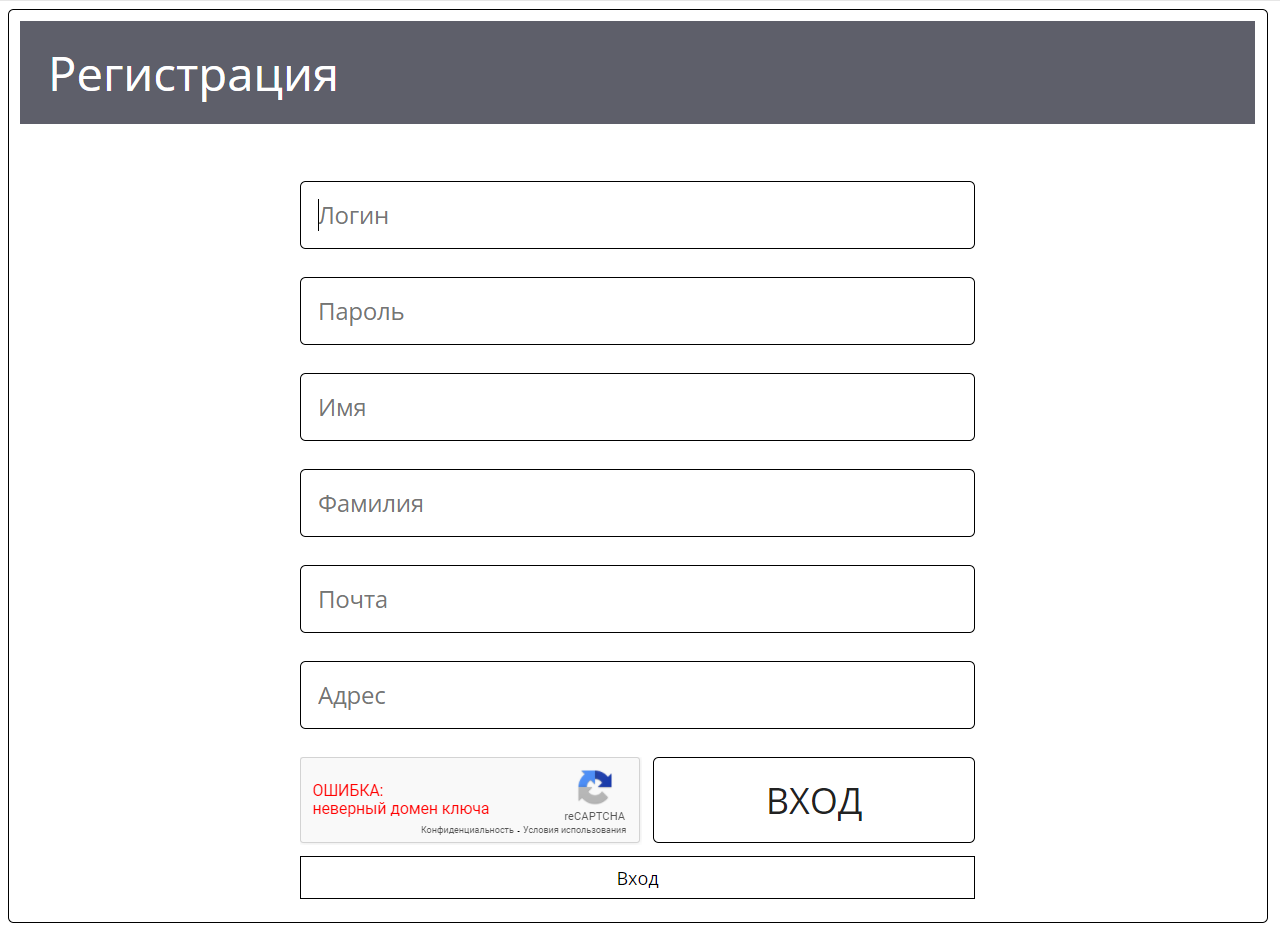 Регистрация
Логин
Пароль
Имя
Фамилия
Почта
Адрес
ОШИБКА:
неверный домен ключа
reCAPTCHA
Конфиденциальность - Условия использования
ВХОД
Вход